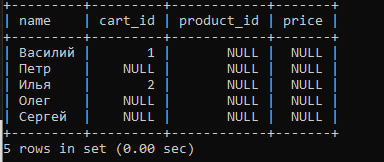 +----------+---------+------------+-------+
| name     | cart_id | product_id | price |
+----------+---------+------------+-------+
| Василий  |       1 |       NULL |  NULL |
| Петр     |    NULL |       NULL |  NULL |
| Илья     |       2 |       NULL |  NULL |
| Олег     |    NULL |       NULL |  NULL |
| Сергей   |    NULL |       NULL |  NULL |
+----------+---------+------------+-------+
5 rows in set (0.00 sec)